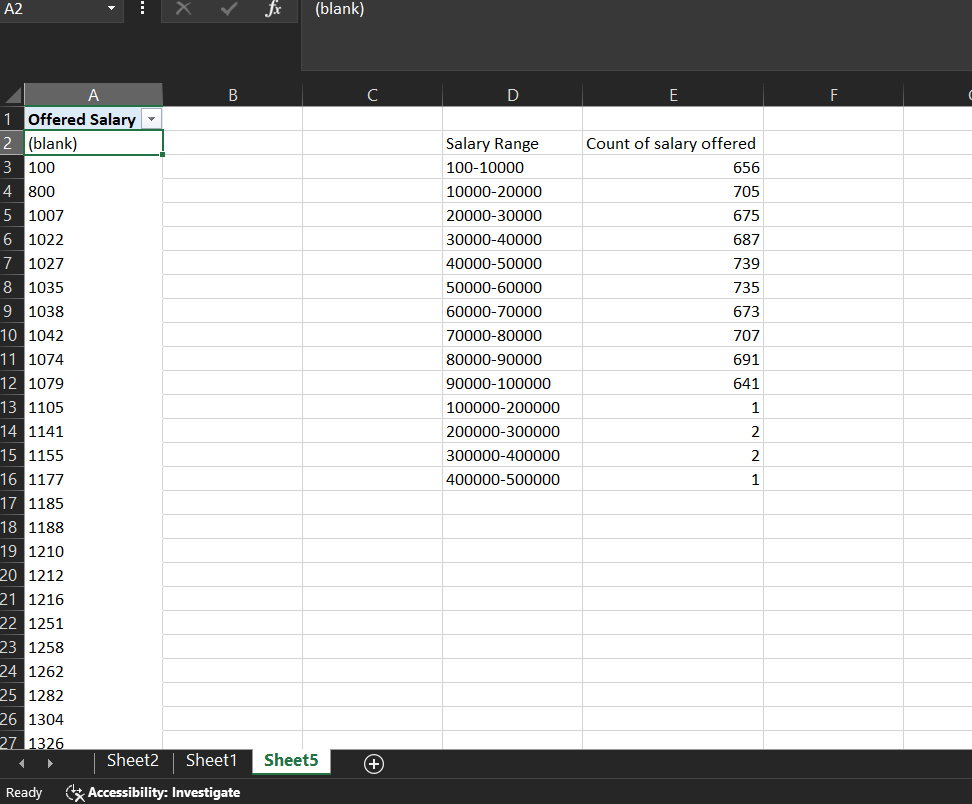 A2 fx (blank)
A B C D E F
1 Offered Salary
2 (blank) Salary Range Count of salary offered
3 100 100-10000 656
4 800 10000-20000 705
5 1007 20000-30000 675
6 1022 30000-40000 687
7 1027 40000-50000 739
8 1035 50000-60000 735
9 1038 60000-70000 673
10 1042 70000-80000 707
11 1074 80000-90000 691
12 1079 90000-100000 641
13 1105 100000-200000 1
14 1141 200000-300000 2
15 1155 300000-400000 2
16 1177 400000-500000 1
17 1185
18 1188
19 1210
20 1212
21 1216
22 1251
23 1258
24 1262
25 1282
26 1304
27 1326
Sheet2 Sheet1 Sheet5
Ready Accessibility: Investigate